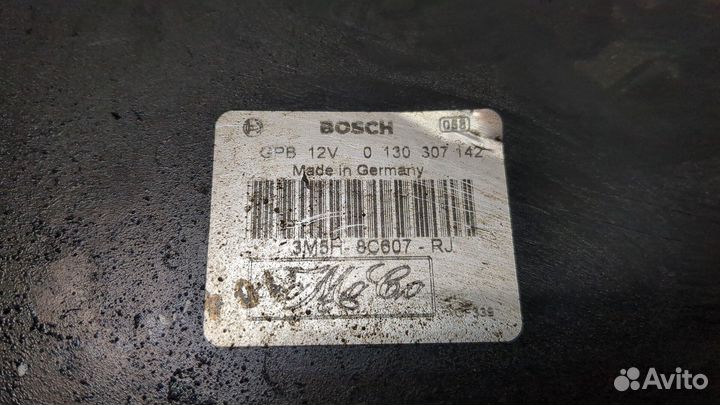 BOSCH
GPB 12V 0 130 307 142
Made in Germany
3M5H- 8C607 - RJ
Avito